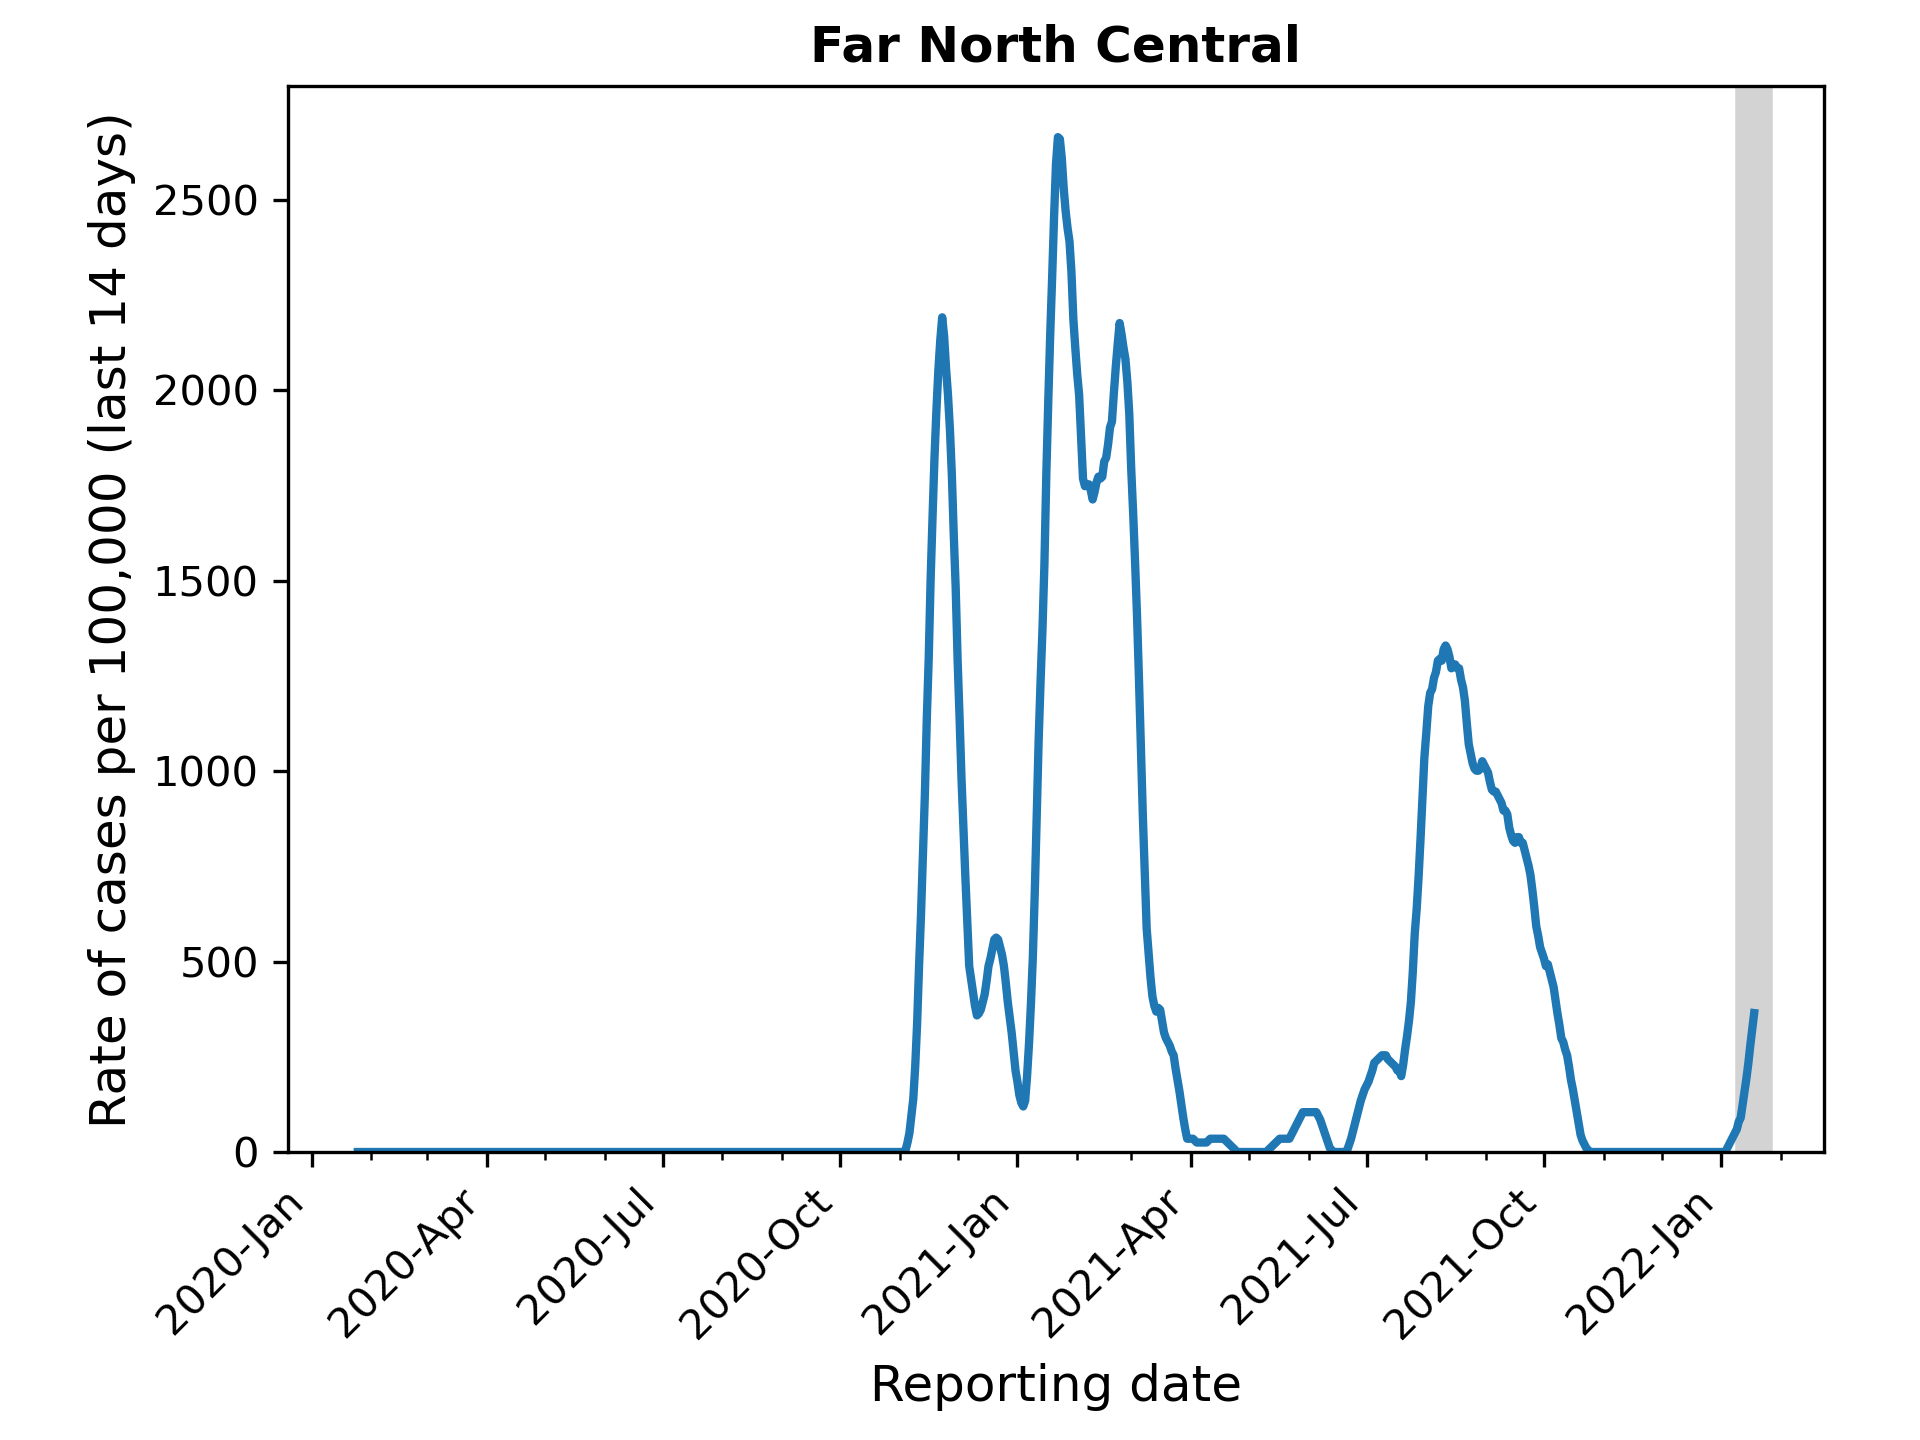 Far North Central
Rate of cases per 100,000 (last 14 days)
2500
2000
1500
1000
500
0
2020-Jan
2020-Apr
2020-Jul
2020-Oct
2021-Jan
2021-Apr
2021-Jul
2021-Oct
2022-Jan
Reporting date